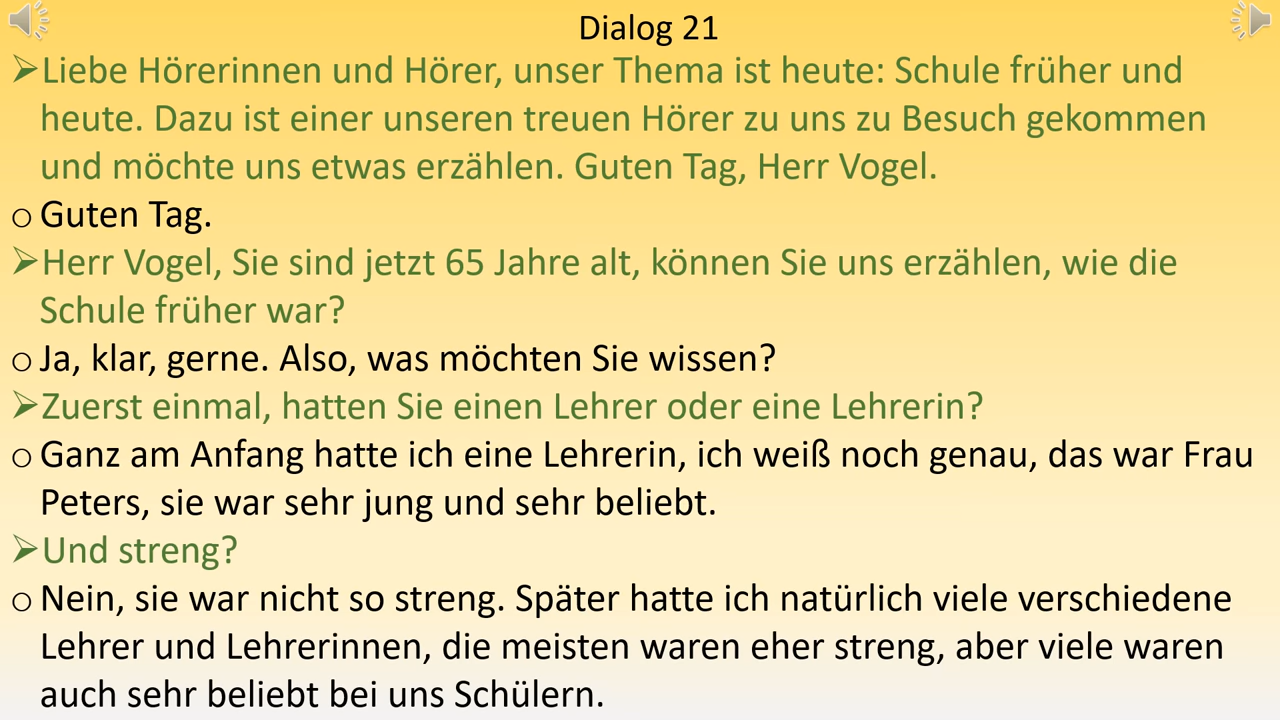 Dialog 21
➢Liebe Hörerinnen und Hörer, unser Thema ist heute: Schule früher und
heute. Dazu ist einer unseren treuen Hörer zu uns zu Besuch gekommen
und möchte uns etwas erzählen. Guten Tag, Herr Vogel.
o Guten Tag.
➢Herr Vogel, Sie sind jetzt 65 Jahre alt, können Sie uns erzählen, wie die
Schule früher war?
o Ja, klar, gerne. Also, was möchten Sie wissen?
➢Zuerst einmal, hatten Sie einen Lehrer oder eine Lehrerin?
o Ganz am Anfang hatte ich eine Lehrerin, ich weiß noch genau, das war Frau
Peters, sie war sehr jung und sehr beliebt.
➢Und streng?
o Nein, sie war nicht so streng. Später hatte ich natürlich viele verschiedene
Lehrer und Lehrerinnen, die meisten waren eher streng, aber viele waren
auch sehr beliebt bei uns Schülern.